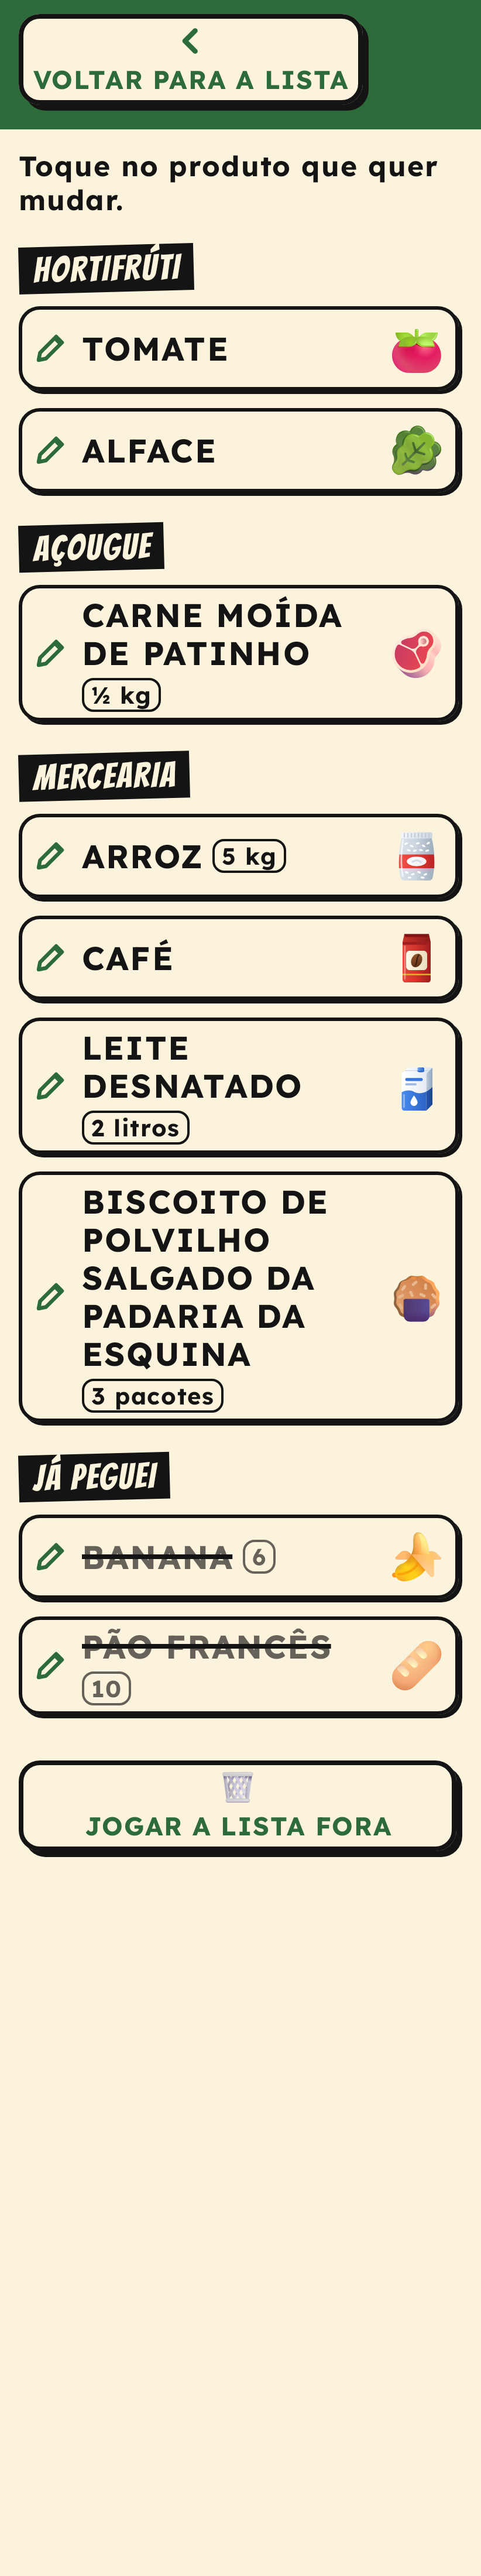 VOLTAR PARA A LISTA
Toque no produto que quer
mudar.
HORTIFRÚTI
TOMATE
ALFACE
AÇOUGUE
CARNE MOÍDA
DE PATINHO
½ kg
MERCEARIA
ARROZ 5 kg
CAFÉ
LEITE
DESNATADO
2 litros
BISCOITO DE
POLVILHO
SALGADO DA
PADARIA DA
ESQUINA
3 pacotes
JÁ PEGUEI
BANANA 6
PÃO FRANCÊS
10
JOGAR A LISTA FORA